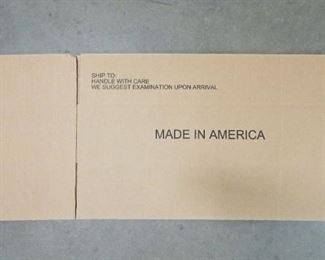 SHIP TO:
HANDLE WITH CARE
WE SUGGEST EXAMINATION UPON ARRIVAL
MADE IN AMERICA